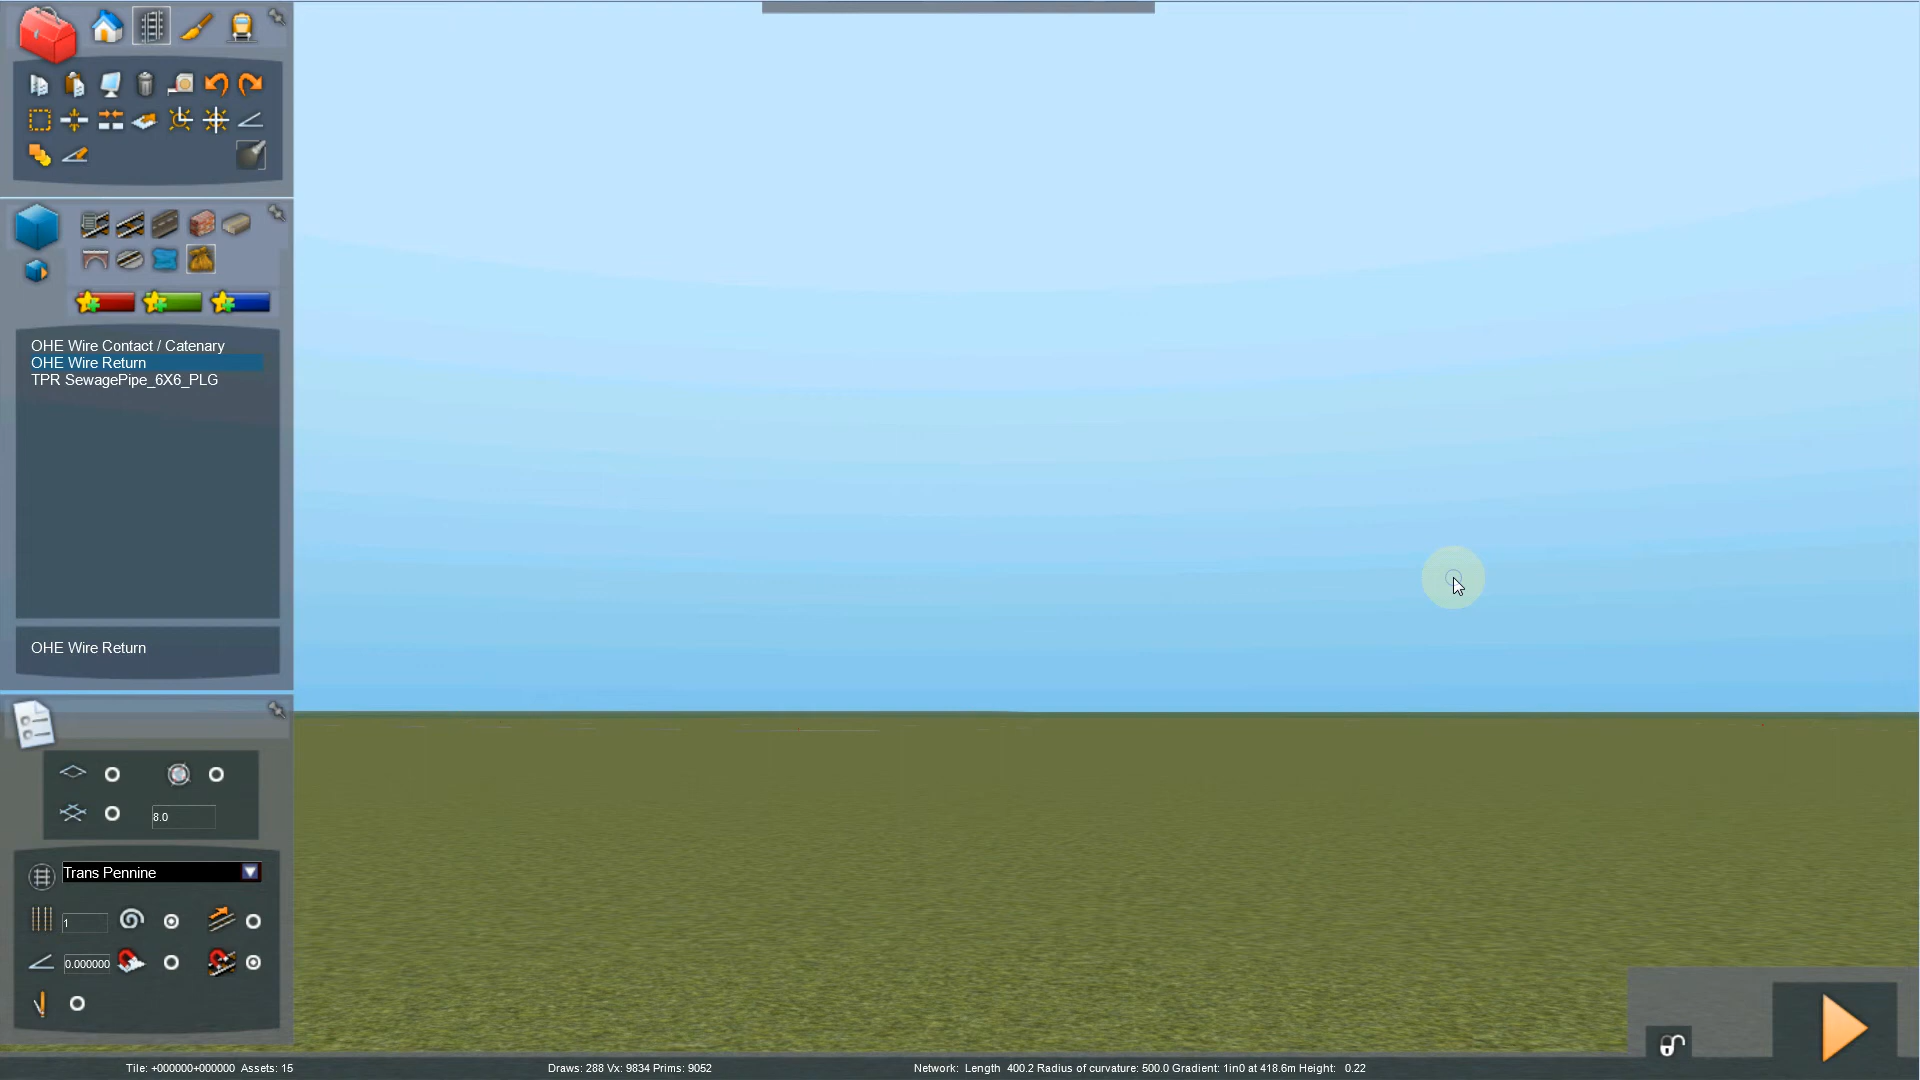 OHE Wire Contact / Catenary
OHE Wire Return
TPR SewagePipe_6X6_PLG
OHE Wire Return
8.0
Trans Pennine
1
0.000000
Tile: +000000+000000 Assets: 15
Draws: 288 Vx: 9834 Prims: 9052
Network: Length 400.2 Radius of curvature: 500.0 Gradient: 1in0 at 418.6m Height: 0.22